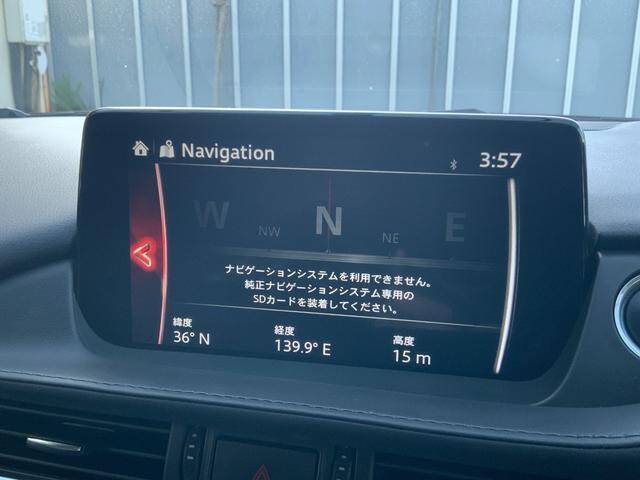 Navigation
3:57
W NW N NE E
ナビゲーションシステムを利用できません。
純正ナビゲーションシステム専用の
SDカードを装着してください。
緯度 経度 高度
36° N 139.9° E 15 m